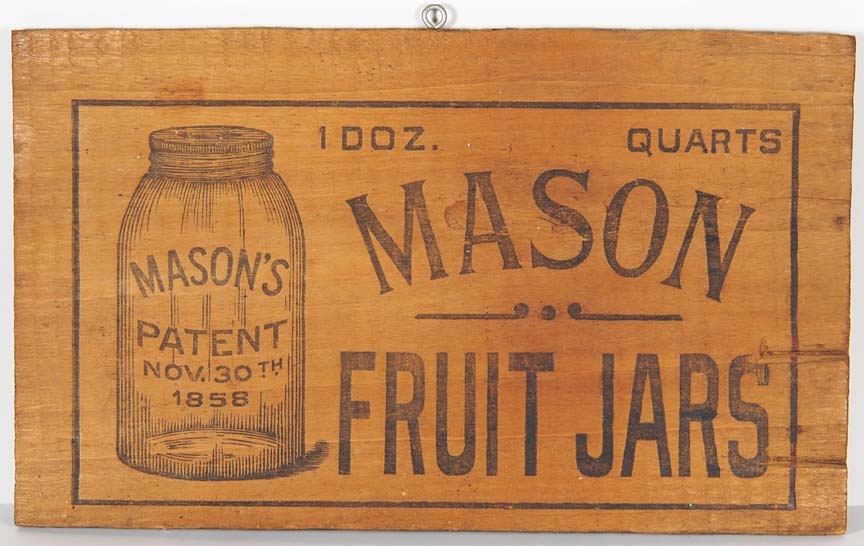 1 DOZ. QUARTS
MASON
FRUIT JARS
MASON'S
PATENT
NOV. 30TH
1858